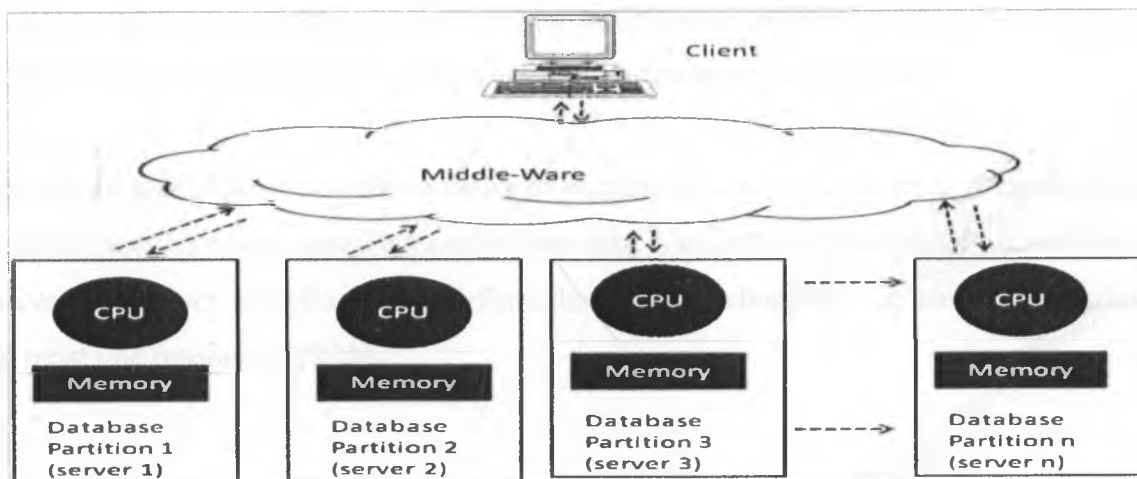 Client
Middle-Ware
CPU
Memory
Database
Partition 1
(server 1)
CPU
Memory
Database
Partition 2
(server 2)
CPU
Memory
Database
Partition 3
(server 3)
CPU
Memory
Database
Partition n
(server n)